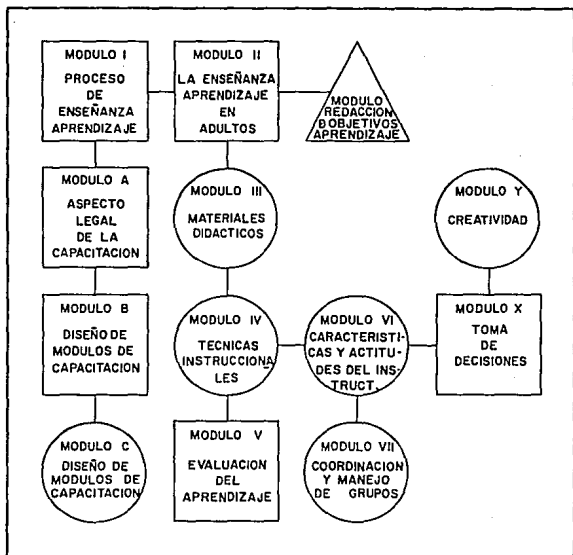 MODULO I
PROCESO
DE
ENSEÑANZA
APRENDIZAJE
MODULO II
LA ENSEÑANZA
APRENDIZAJE
EN
ADULTOS
MODULO
REDACCION
D OBJETIVOS
APRENDIZAJE
MODULO A
ASPECTO
LEGAL
DE LA
CAPACITACION
MODULO III
MATERIALES
DIDACTICOS
MODULO Y
CREATIVIDAD
MODULO B
DISEÑO DE
MODULOS DE
CAPACITACION
MODULO IV
TECNICAS
INSTRUCCIONA
LES
MODULO VI
CARACTERISTI-
CAS Y ACTITU-
DES DEL INS-
TRUCT.
MODULO X
TOMA
DE
DECISIONES
MODULO C
DISEÑO DE
MODULOS DE
CAPACITACION
MODULO V
EVALUACION
DEL
APRENDIZAJE
MODULO VII
COORDINACION
Y MANEJO
DE GRUPOS